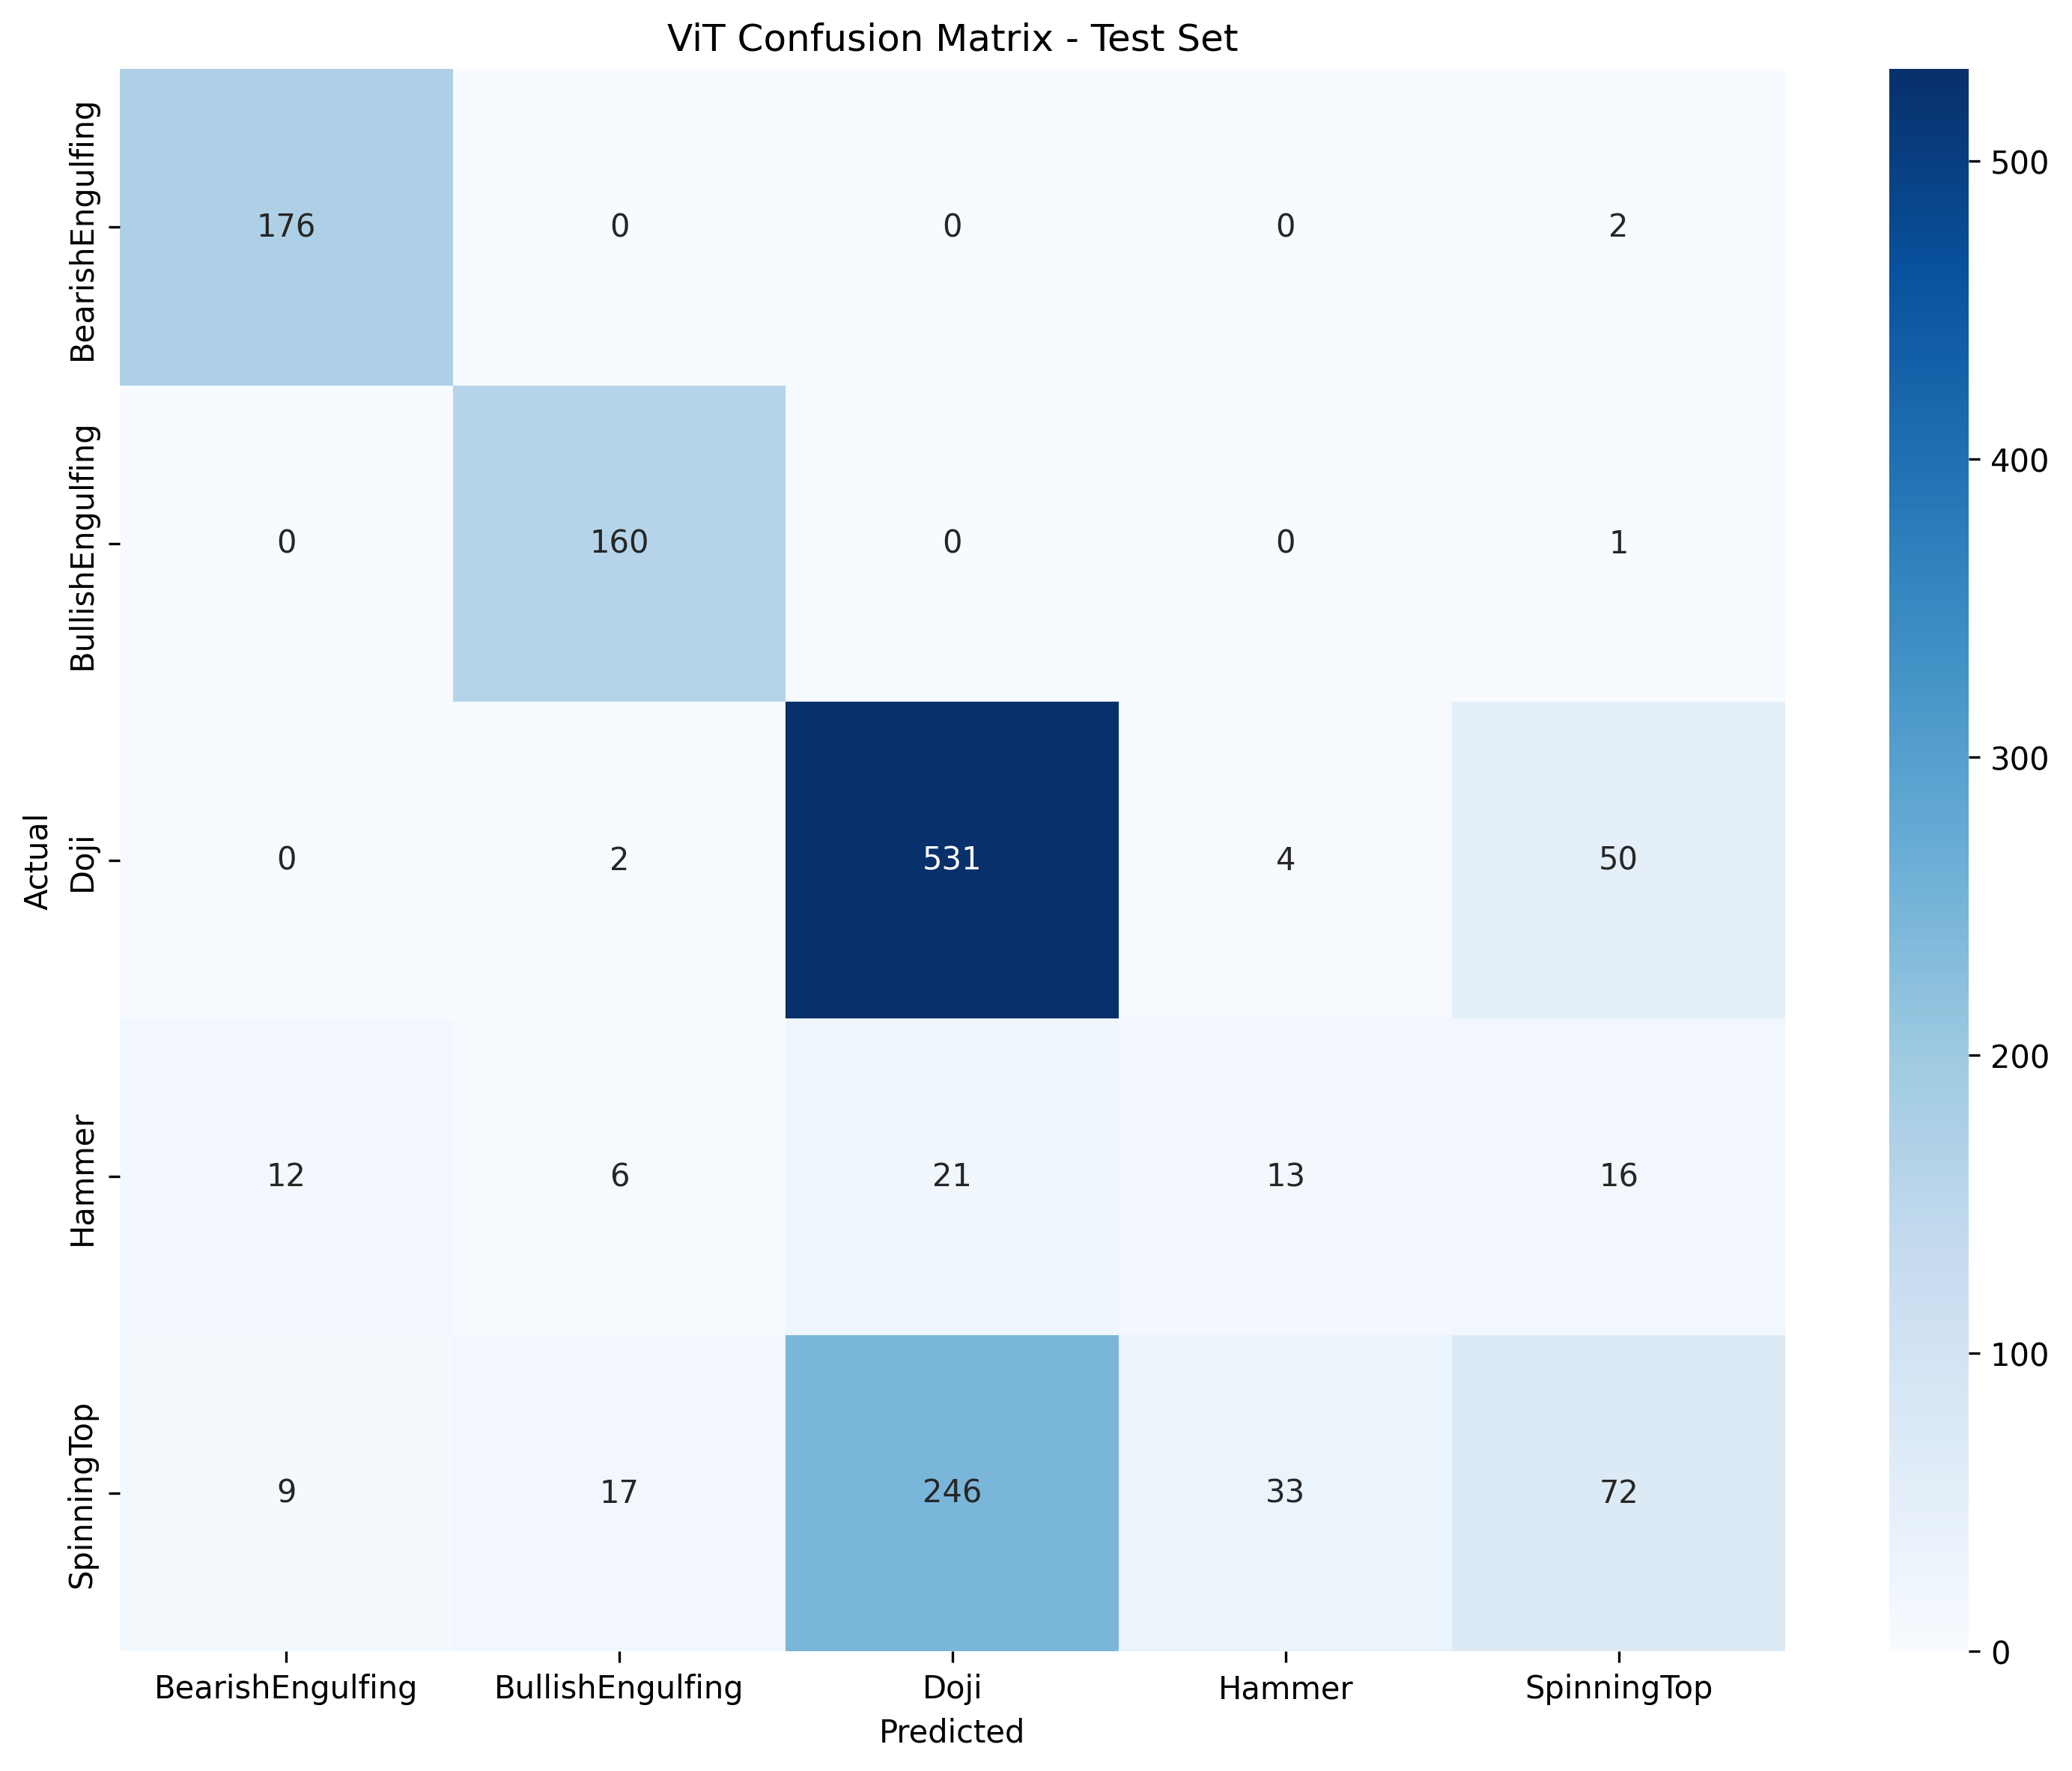 ViT Confusion Matrix - Test Set
Actual
BearishEngulfing
176 0 0 0 2
BullishEngulfing
0 160 0 0 1
Doji
0 2 531 4 50
Hammer
12 6 21 13 16
SpinningTop
9 17 246 33 72
BearishEngulfing BullishEngulfing Doji Hammer SpinningTop
Predicted
500
400
300
200
100
0